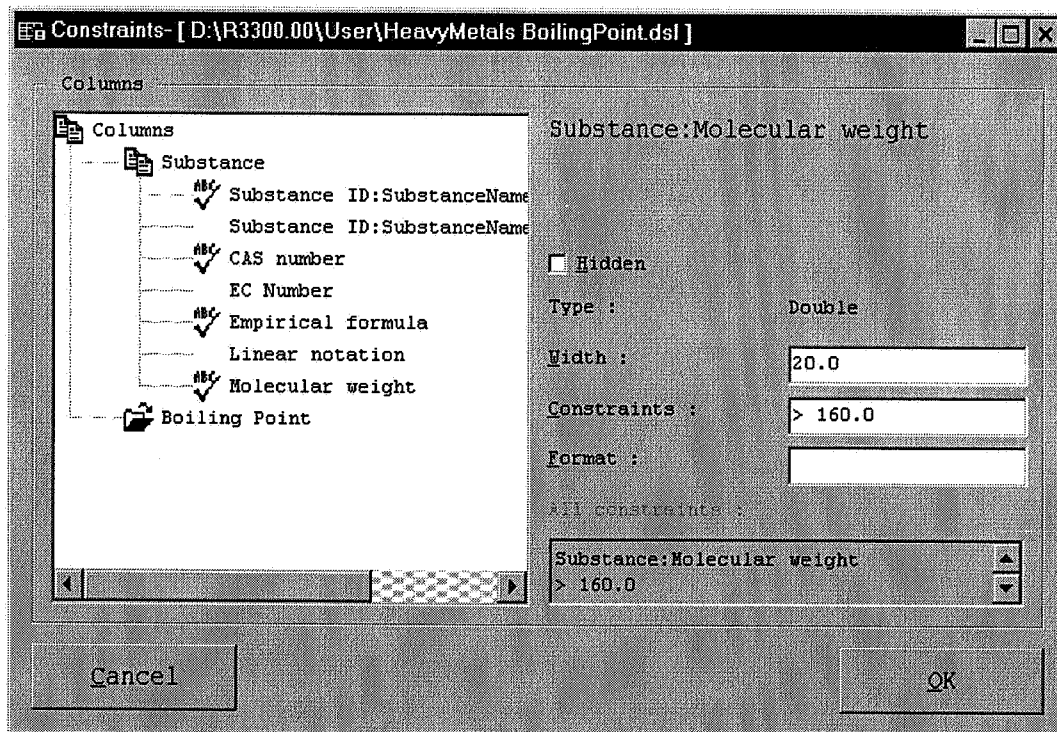 Constraints- [ D:\R3300.00\User\HeavyMetals BoilingPoint.dsl ]
Columns
Columns
Substance
Substance ID:SubstanceName
Substance ID:SubstanceName
CAS number
EC Number
Empirical formula
Linear notation
Molecular weight
Boiling Point
Substance:Molecular weight
Hidden
Type : Double
Width : 20.0
Constraints : > 160.0
Format :
All constraints :
Substance:Molecular weight
> 160.0
Cancel
OK